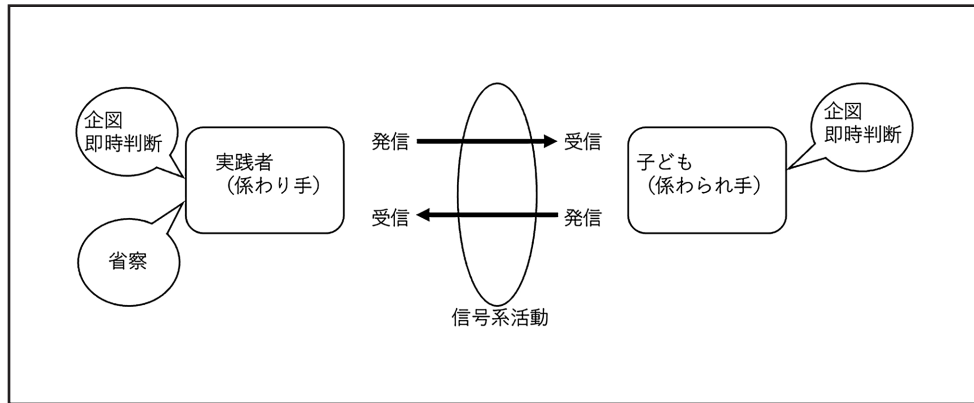 企図
即時判断
実践者
（係わり手）
省察
発信
受信
受信
発信
信号系活動
子ども
（係わられ手）
企図
即時判断